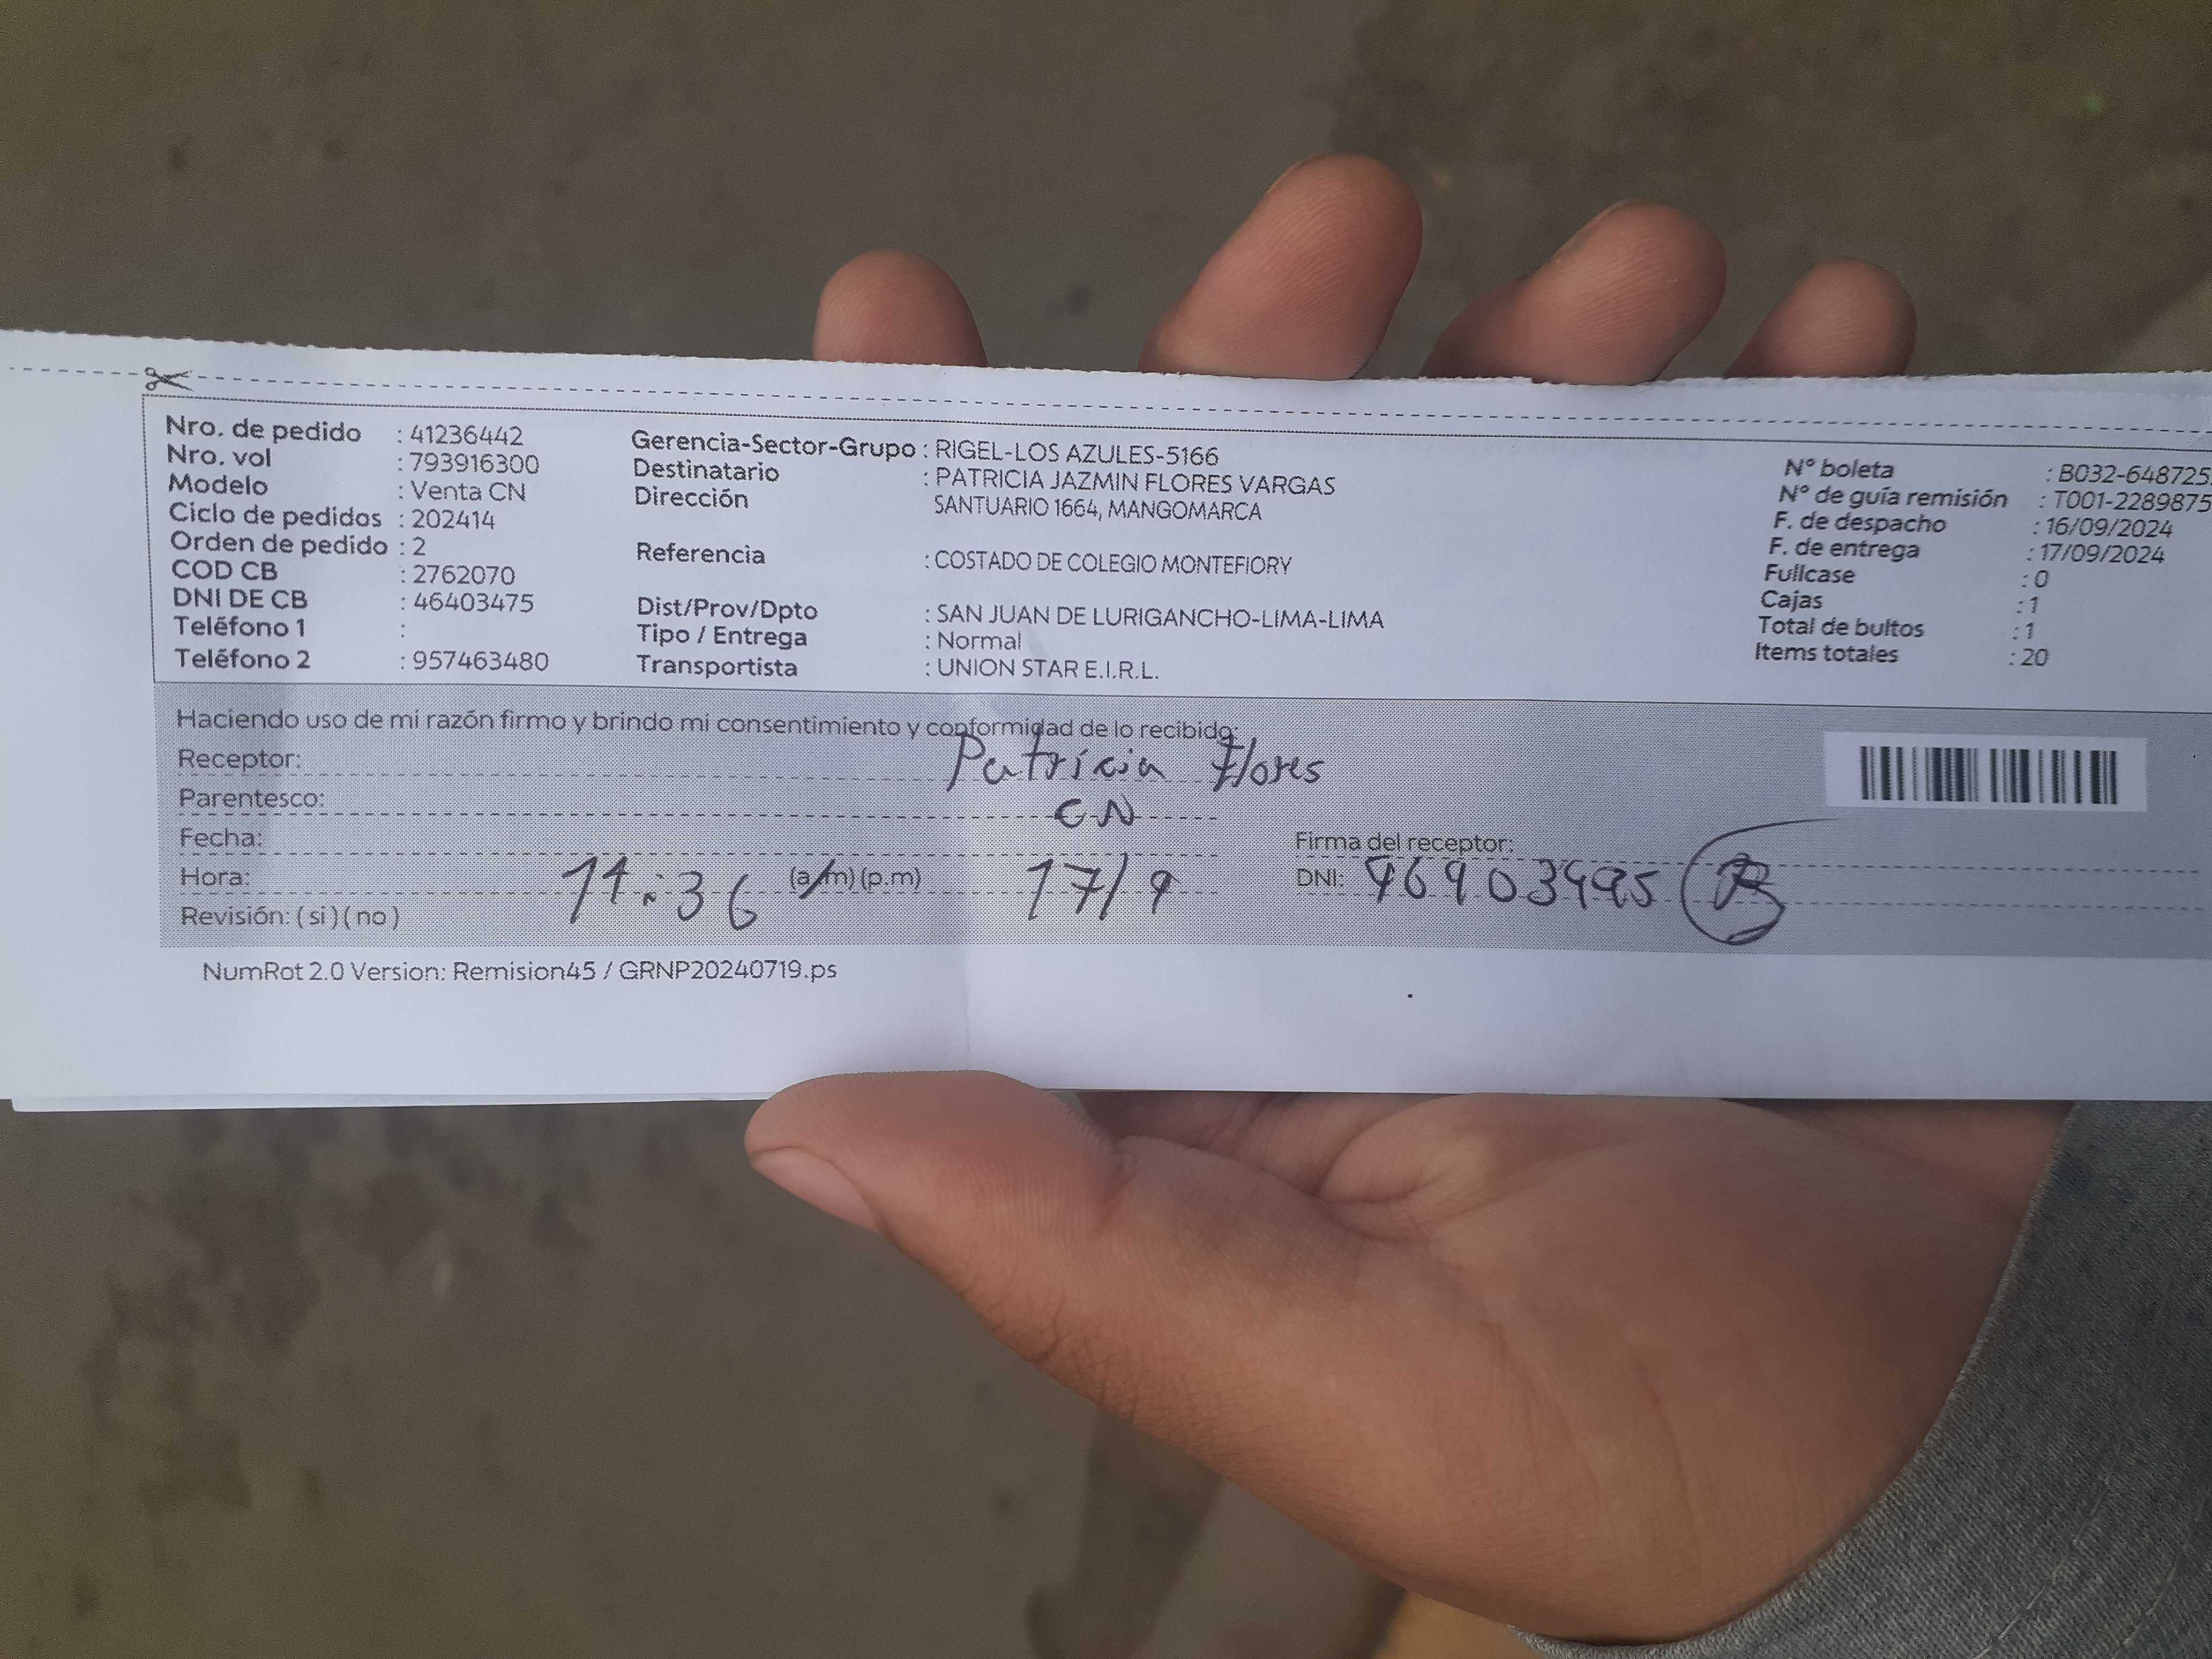 Nro. de pedido : 41236442
Nro. vol : 793916300
Modelo : Venta CN
Ciclo de pedidos : 202414
Orden de pedido : 2
COD CB : 2762070
DNI DE CB : 46403475
Teléfono 1 :
Teléfono 2 : 957463480
Gerencia-Sector-Grupo : RIGEL-LOS AZULES-5166
Destinatario : PATRICIA JAZMIN FLORES VARGAS
Dirección SANTUARIO 1664, MANGOMARCA
Referencia : COSTADO DE COLEGIO MONTEFIORY
Dist/Prov/Dpto : SAN JUAN DE LURIGANCHO-LIMA-LIMA
Tipo / Entrega : Normal
Transportista : UNION STAR E.I.R.L.
N° boleta : B032-648725
N° de guía remisión : T001-2289875
F. de despacho : 16/09/2024
F. de entrega : 17/09/2024
Fullcase : 0
Cajas : 1
Total de bultos : 1
Items totales : 20
Haciendo uso de mi razón firmo y brindo mi consentimiento y conformidad de lo recibido:
Receptor: Patricia Flores
Parentesco: CN
Fecha:
Firma del receptor:
Hora: 11:36 (a.m) (p.m) 17/9
DNI:
Revisión: ( si ) ( no )
NumRot 2.0 Version: Remision45 / GRNP20240719.ps